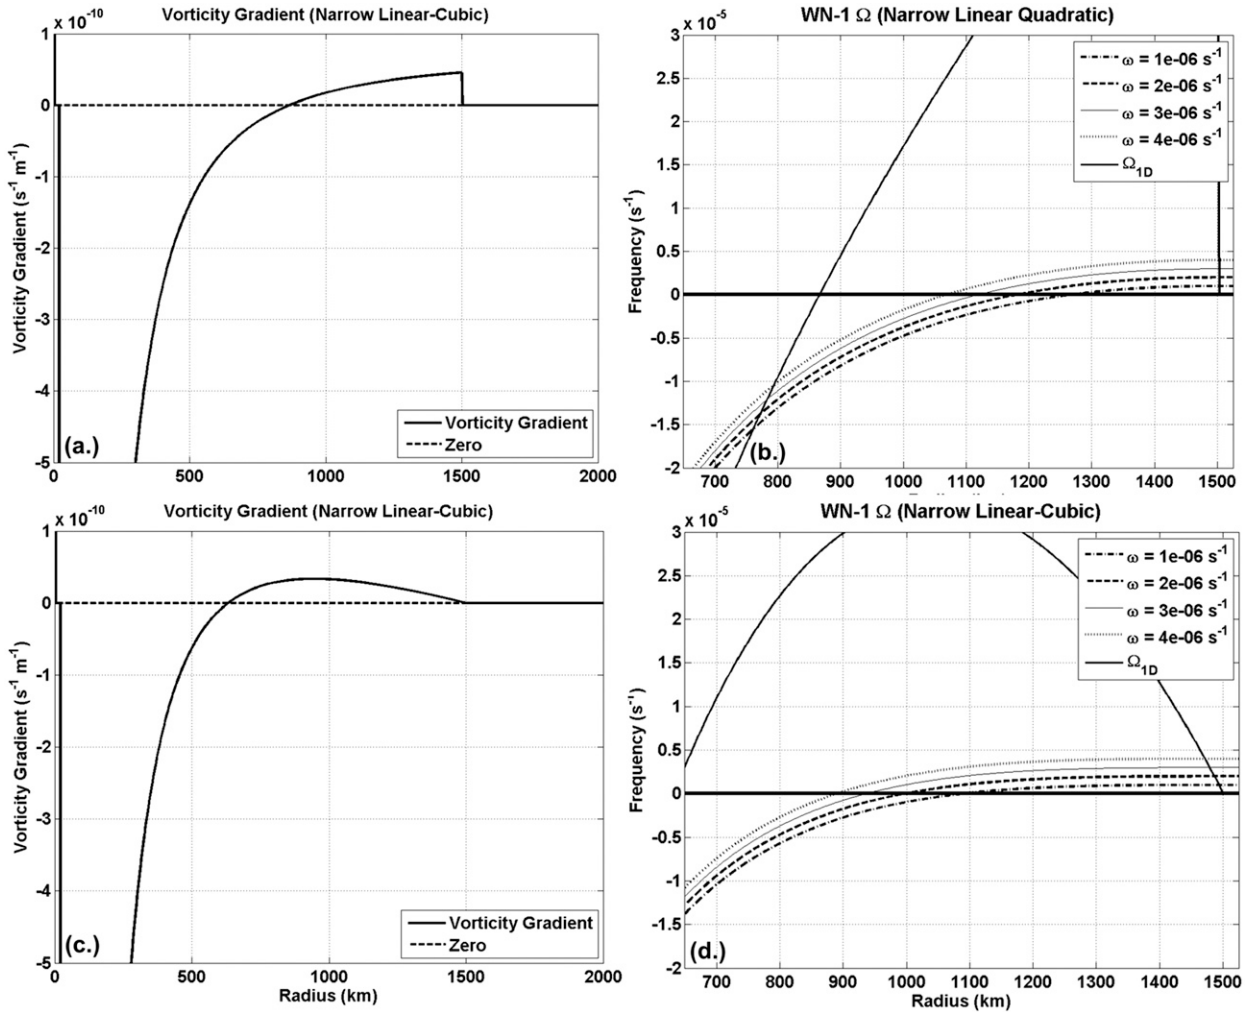 Vorticity Gradient (Narrow Linear-Cubic)
x 10^-10
1
0
-1
-2
-3
-4
-5
Vorticity Gradient (s^-1 m^-1)
Vorticity Gradient
Zero
(a.)
0
500
1000
1500
2000
WN-1 Ω (Narrow Linear Quadratic)
x 10^-5
3
2.5
2
1.5
1
0.5
0
-0.5
-1
-1.5
-2
Frequency (s^-1)
ω = 1e-06 s^-1
ω = 2e-06 s^-1
ω = 3e-06 s^-1
ω = 4e-06 s^-1
Ω1D
(b.)
700
800
900
1000
1100
1200
1300
1400
1500
Vorticity Gradient (Narrow Linear-Cubic)
x 10^-10
1
0
-1
-2
-3
-4
-5
Vorticity Gradient (s^-1 m^-1)
Vorticity Gradient
Zero
(c.)
0
500
1000
1500
2000
Radius (km)
WN-1 Ω (Narrow Linear-Cubic)
x 10^-5
3
2.5
2
1.5
1
0.5
0
-0.5
-1
-1.5
-2
Frequency (s^-1)
ω = 1e-06 s^-1
ω = 2e-06 s^-1
ω = 3e-06 s^-1
ω = 4e-06 s^-1
Ω1D
(d.)
700
800
900
1000
1100
1200
1300
1400
1500
Radius (km)